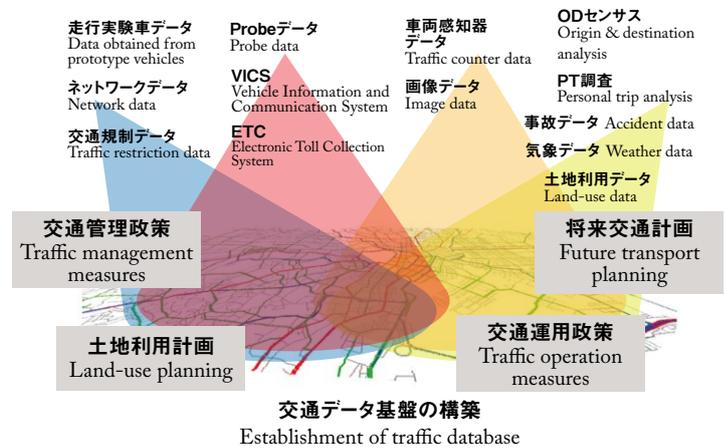 走行実験車データ
Data obtained from
prototype vehicles
ネットワークデータ
Network data
交通規制データ
Traffic restriction data
Probeデータ
Probe data
VICS
Vehicle Information and
Communication System
ETC
Electronic Toll Collection
System
車両感知器
データ
Traffic counter data
画像データ
Image data
ODセンサス
Origin & destination
analysis
PT調査
Personal trip analysis
事故データ Accident data
気象データ Weather data
土地利用データ
Land-use data
交通管理政策
Traffic management
measures
将来交通計画
Future transport
planning
土地利用計画
Land-use planning
交通運用政策
Traffic operation
measures
交通データ基盤の構築
Establishment of traffic database